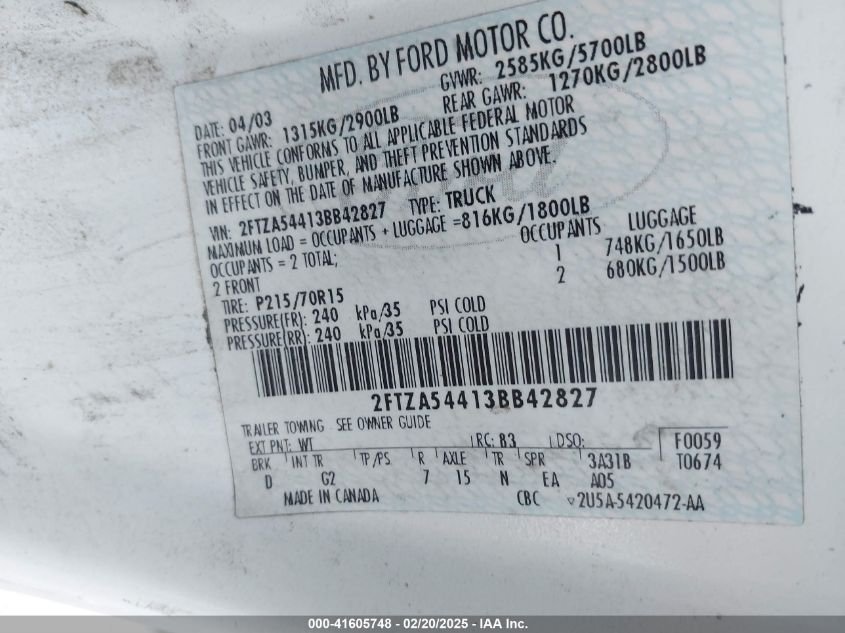 MFD. BY FORD MOTOR CO.
DATE: 04/03 GVWR: 2585KG/5700LB
FRONT GAWR: 1315KG/2900LB REAR GAWR: 1270KG/2800LB
THIS VEHICLE CONFORMS TO ALL APPLICABLE FEDERAL MOTOR
VEHICLE SAFETY, BUMPER, AND THEFT PREVENTION STANDARDS
IN EFFECT ON THE DATE OF MANUFACTURE SHOWN ABOVE.
VIN: 2FTZA54413BB42827 TYPE: TRUCK
MAXIMUM LOAD = OCCUPANTS + LUGGAGE =816KG/1800LB
OCCUPANTS = 2 TOTAL; OCCUPANTS LUGGAGE
2 FRONT 1 748KG/1650LB
2 680KG/1500LB
TIRE: P215/70R15
PRESSURE(FR): 240 kPa/35 PSI COLD
PRESSURE(RR): 240 kPa/35 PSI COLD
2FTZA54413BB42827
TRAILER TOWING SEE OWNER GUIDE
EXT PNT: WT RC: 83 DSO: F0059
BRK INT TR TP/PS R AXLE TR SPR 3A31B T0674
D G2 7 15 N EA A05
MADE IN CANADA CBC 2U5A-5420472-AA
000-41605748 - 02/20/2025 - IAA Inc.